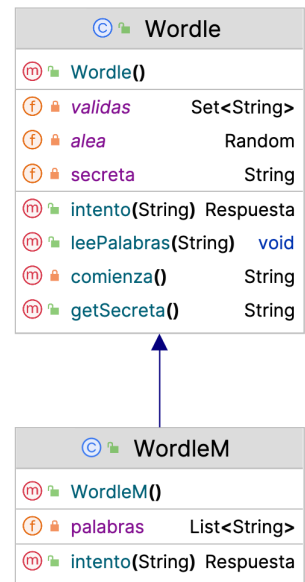 C Wordle
m Wordle()
f validas Set<String>
f alea Random
f secreta String
m intento(String) Respuesta
m leePalabras(String) void
m comienza() String
m getSecreta() String
C WordleM
m WordleM()
f palabras List<String>
m intento(String) Respuesta